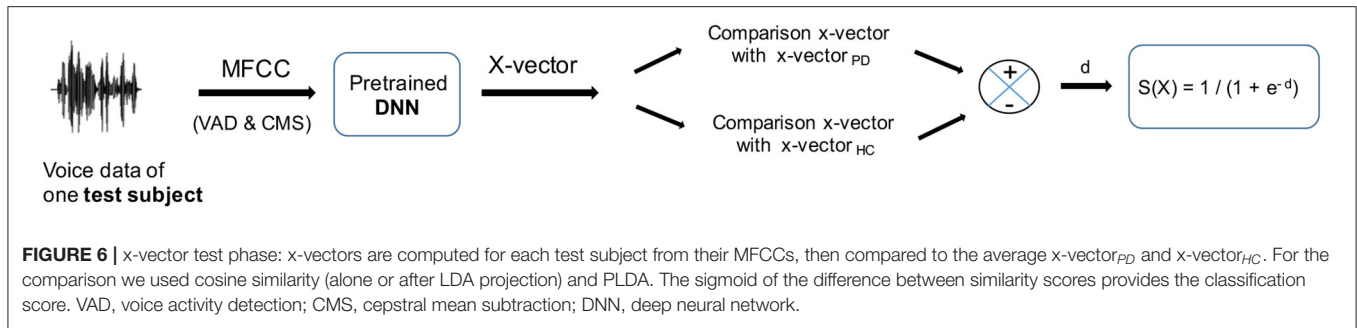 MFCC
(VAD & CMS)
Voice data of
one test subject
Pretrained
DNN
X-vector
Comparison x-vector
with x-vector PD
Comparison x-vector
with x-vector HC
+
-
d
S(X) = 1 / (1 + e-d)
FIGURE 6 | x-vector test phase: x-vectors are computed for each test subject from their MFCCs, then compared to the average x-vectorPD and x-vectorHC. For the
comparison we used cosine similarity (alone or after LDA projection) and PLDA. The sigmoid of the difference between similarity scores provides the classification
score. VAD, voice activity detection; CMS, cepstral mean subtraction; DNN, deep neural network.